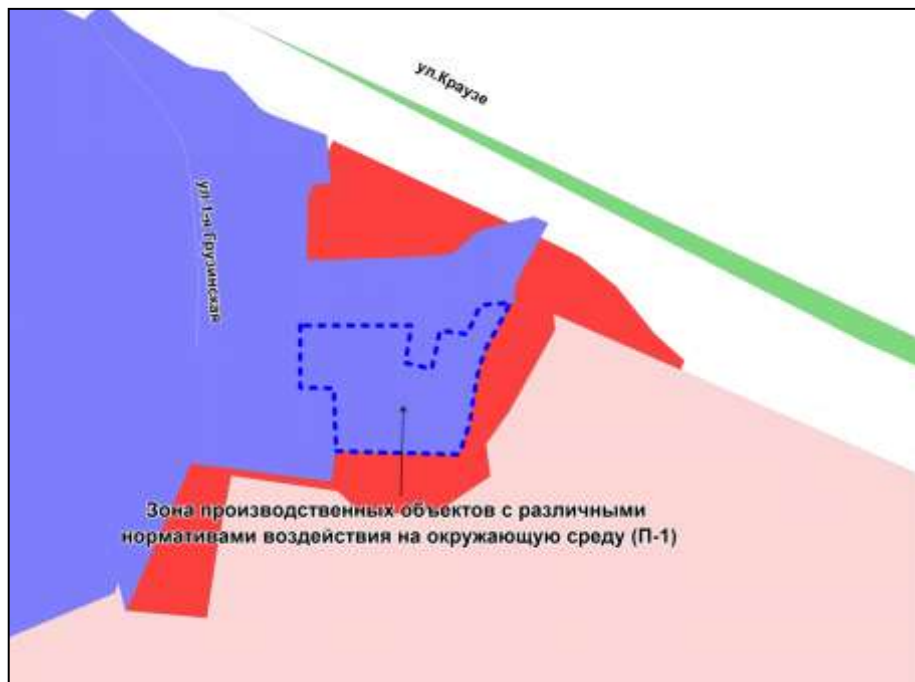 ул.Краузе
ул 1-я Грузинская
Зона производственных объектов с различными
нормативами воздействия на окружающую среду (П-1)